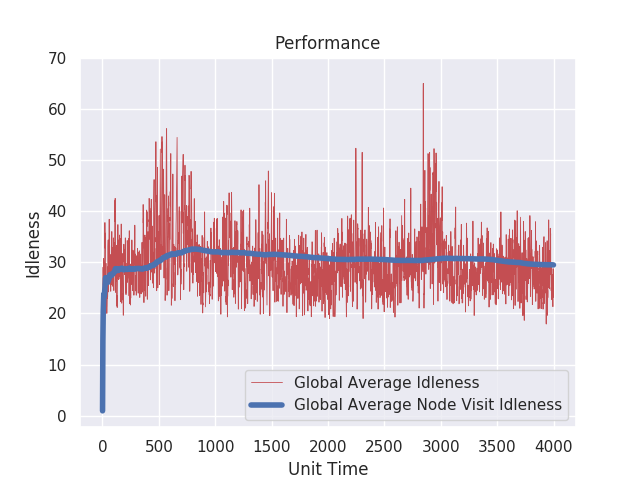 Performance
70
60
50
40
30
20
10
0
Idleness
0 500 1000 1500 2000 2500 3000 3500 4000
Unit Time
Global Average Idleness
Global Average Node Visit Idleness